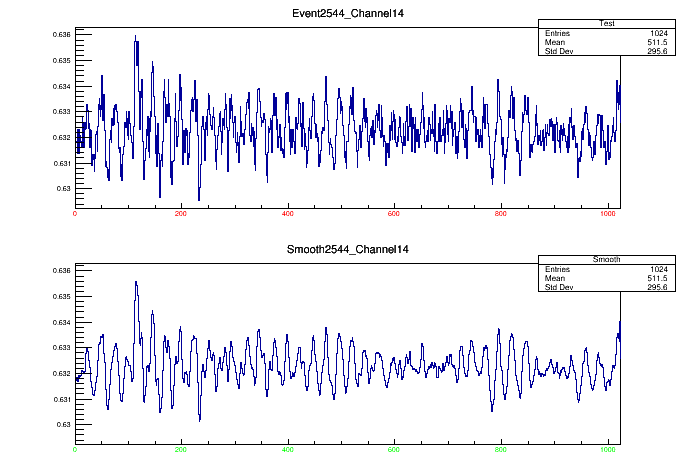 Event2544_Channel14
Test
Entries 1024
Mean 511.5
Std Dev 295.6
0.636
0.635
0.634
0.633
0.632
0.631
0.63
0 200 400 600 800 1000
Smooth2544_Channel14
Smooth
Entries 1024
Mean 511.5
Std Dev 295.6
0.636
0.635
0.634
0.633
0.632
0.631
0.63
0 200 400 600 800 1000